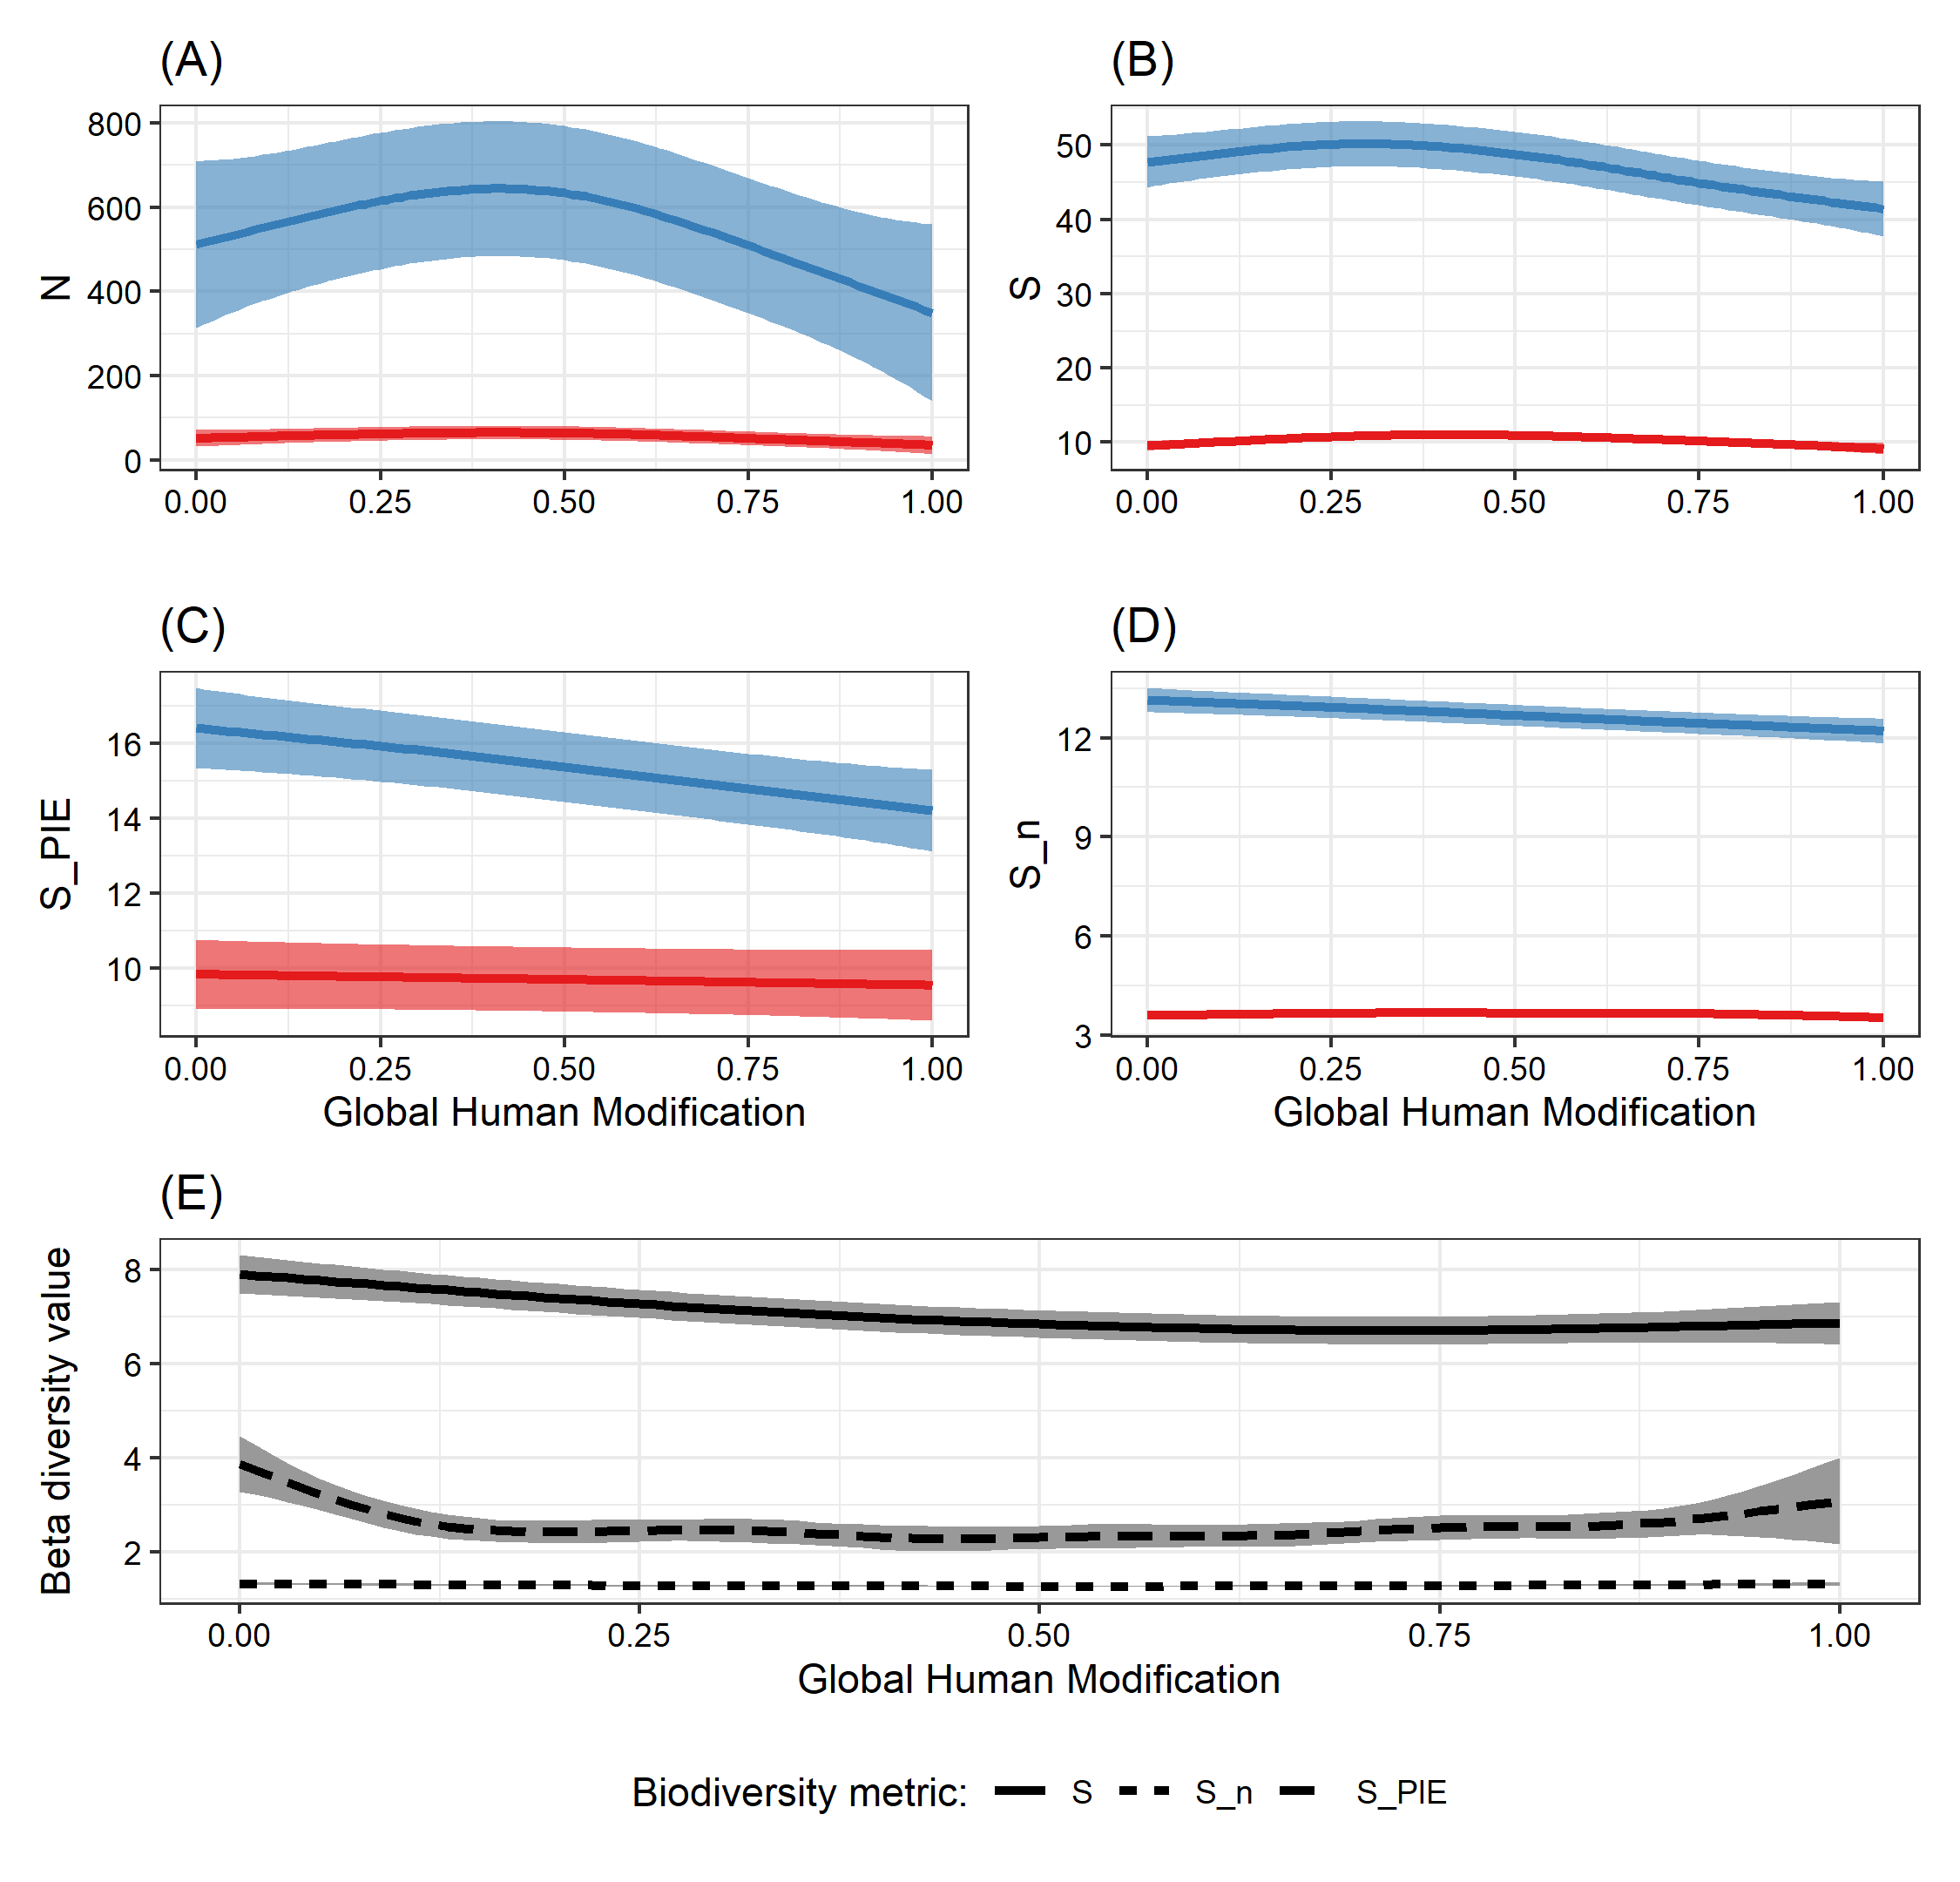 (A)
(B)
N
800
600
400
200
0
0.00 0.25 0.50 0.75 1.00
S
50
40
30
20
10
0.00 0.25 0.50 0.75 1.00
(C)
(D)
S_PIE
16
14
12
10
0.00 0.25 0.50 0.75 1.00
Global Human Modification
S_n
12
9
6
3
0.00 0.25 0.50 0.75 1.00
Global Human Modification
(E)
Beta diversity value
8
6
4
2
0.00 0.25 0.50 0.75 1.00
Global Human Modification
Biodiversity metric: S S_n S_PIE